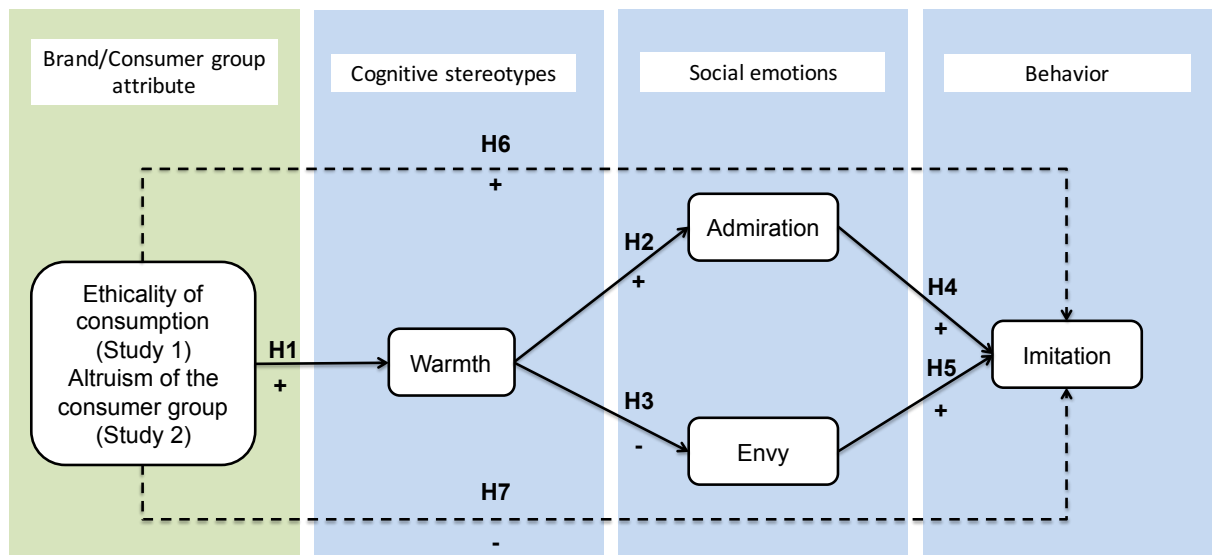 Brand/Consumer group
attribute
Cognitive stereotypes
Social emotions
Behavior
H6
+
Admiration
H2
+
H4
+
Ethicality of
consumption
(Study 1)
Altruism of the
consumer group
(Study 2)
H1
+
Warmth
Imitation
H3
-
H5
+
Envy
H7
-